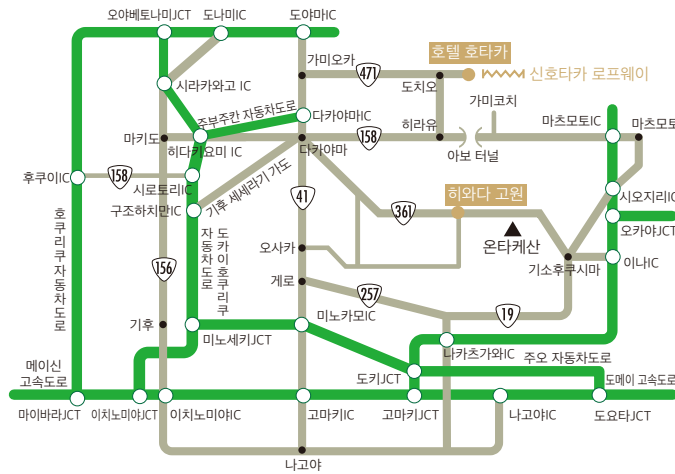 오야베토나미JCT
도나미IC
도야마IC
호텔 호타카
신호타카 로프웨이
가미오카
471
도치오
시라카와고 IC
가미코치
주부주칸 자동차도로
다카야마IC
히라유
마츠모토IC
마츠모토
마키도
히다키요미 IC
다카야마
158
아보 터널
후쿠이IC
158
시로토리IC
구조하치만IC
기후 세세라기 가도
41
361
히와다 고원
시오지리IC
오카야JCT
온타케산
호쿠리쿠자동차도로
도카이호쿠리쿠
자동차도로
오사카
기소후쿠시마
이나IC
156
게로
257
19
기후
미노카모IC
미노세키JCT
나카츠가와IC
주오 자동차도로
메이신
고속도로
도키JCT
도메이 고속도로
마이바라JCT
이치노미야JCT
이치노미야IC
고마키IC
고마키JCT
나고야IC
도요타JCT
나고야